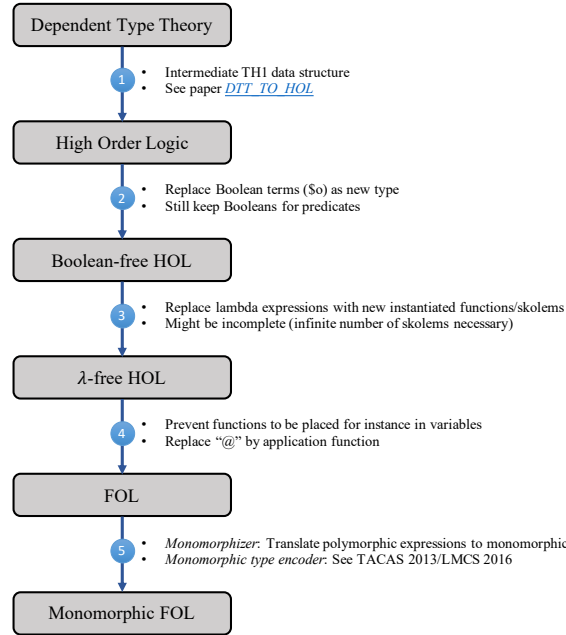 Dependent Type Theory
1
• Intermediate TH1 data structure
• See paper DTT_TO_HOL
High Order Logic
2
• Replace Boolean terms ($o) as new type
• Still keep Booleans for predicates
Boolean-free HOL
3
• Replace lambda expressions with new instantiated functions/skolems
• Might be incomplete (infinite number of skolems necessary)
λ-free HOL
4
• Prevent functions to be placed for instance in variables
• Replace “@” by application function
FOL
5
• Monomorphizer: Translate polymorphic expressions to monomorphic
• Monomorphic type encoder: See TACAS 2013/LMCS 2016
Monomorphic FOL